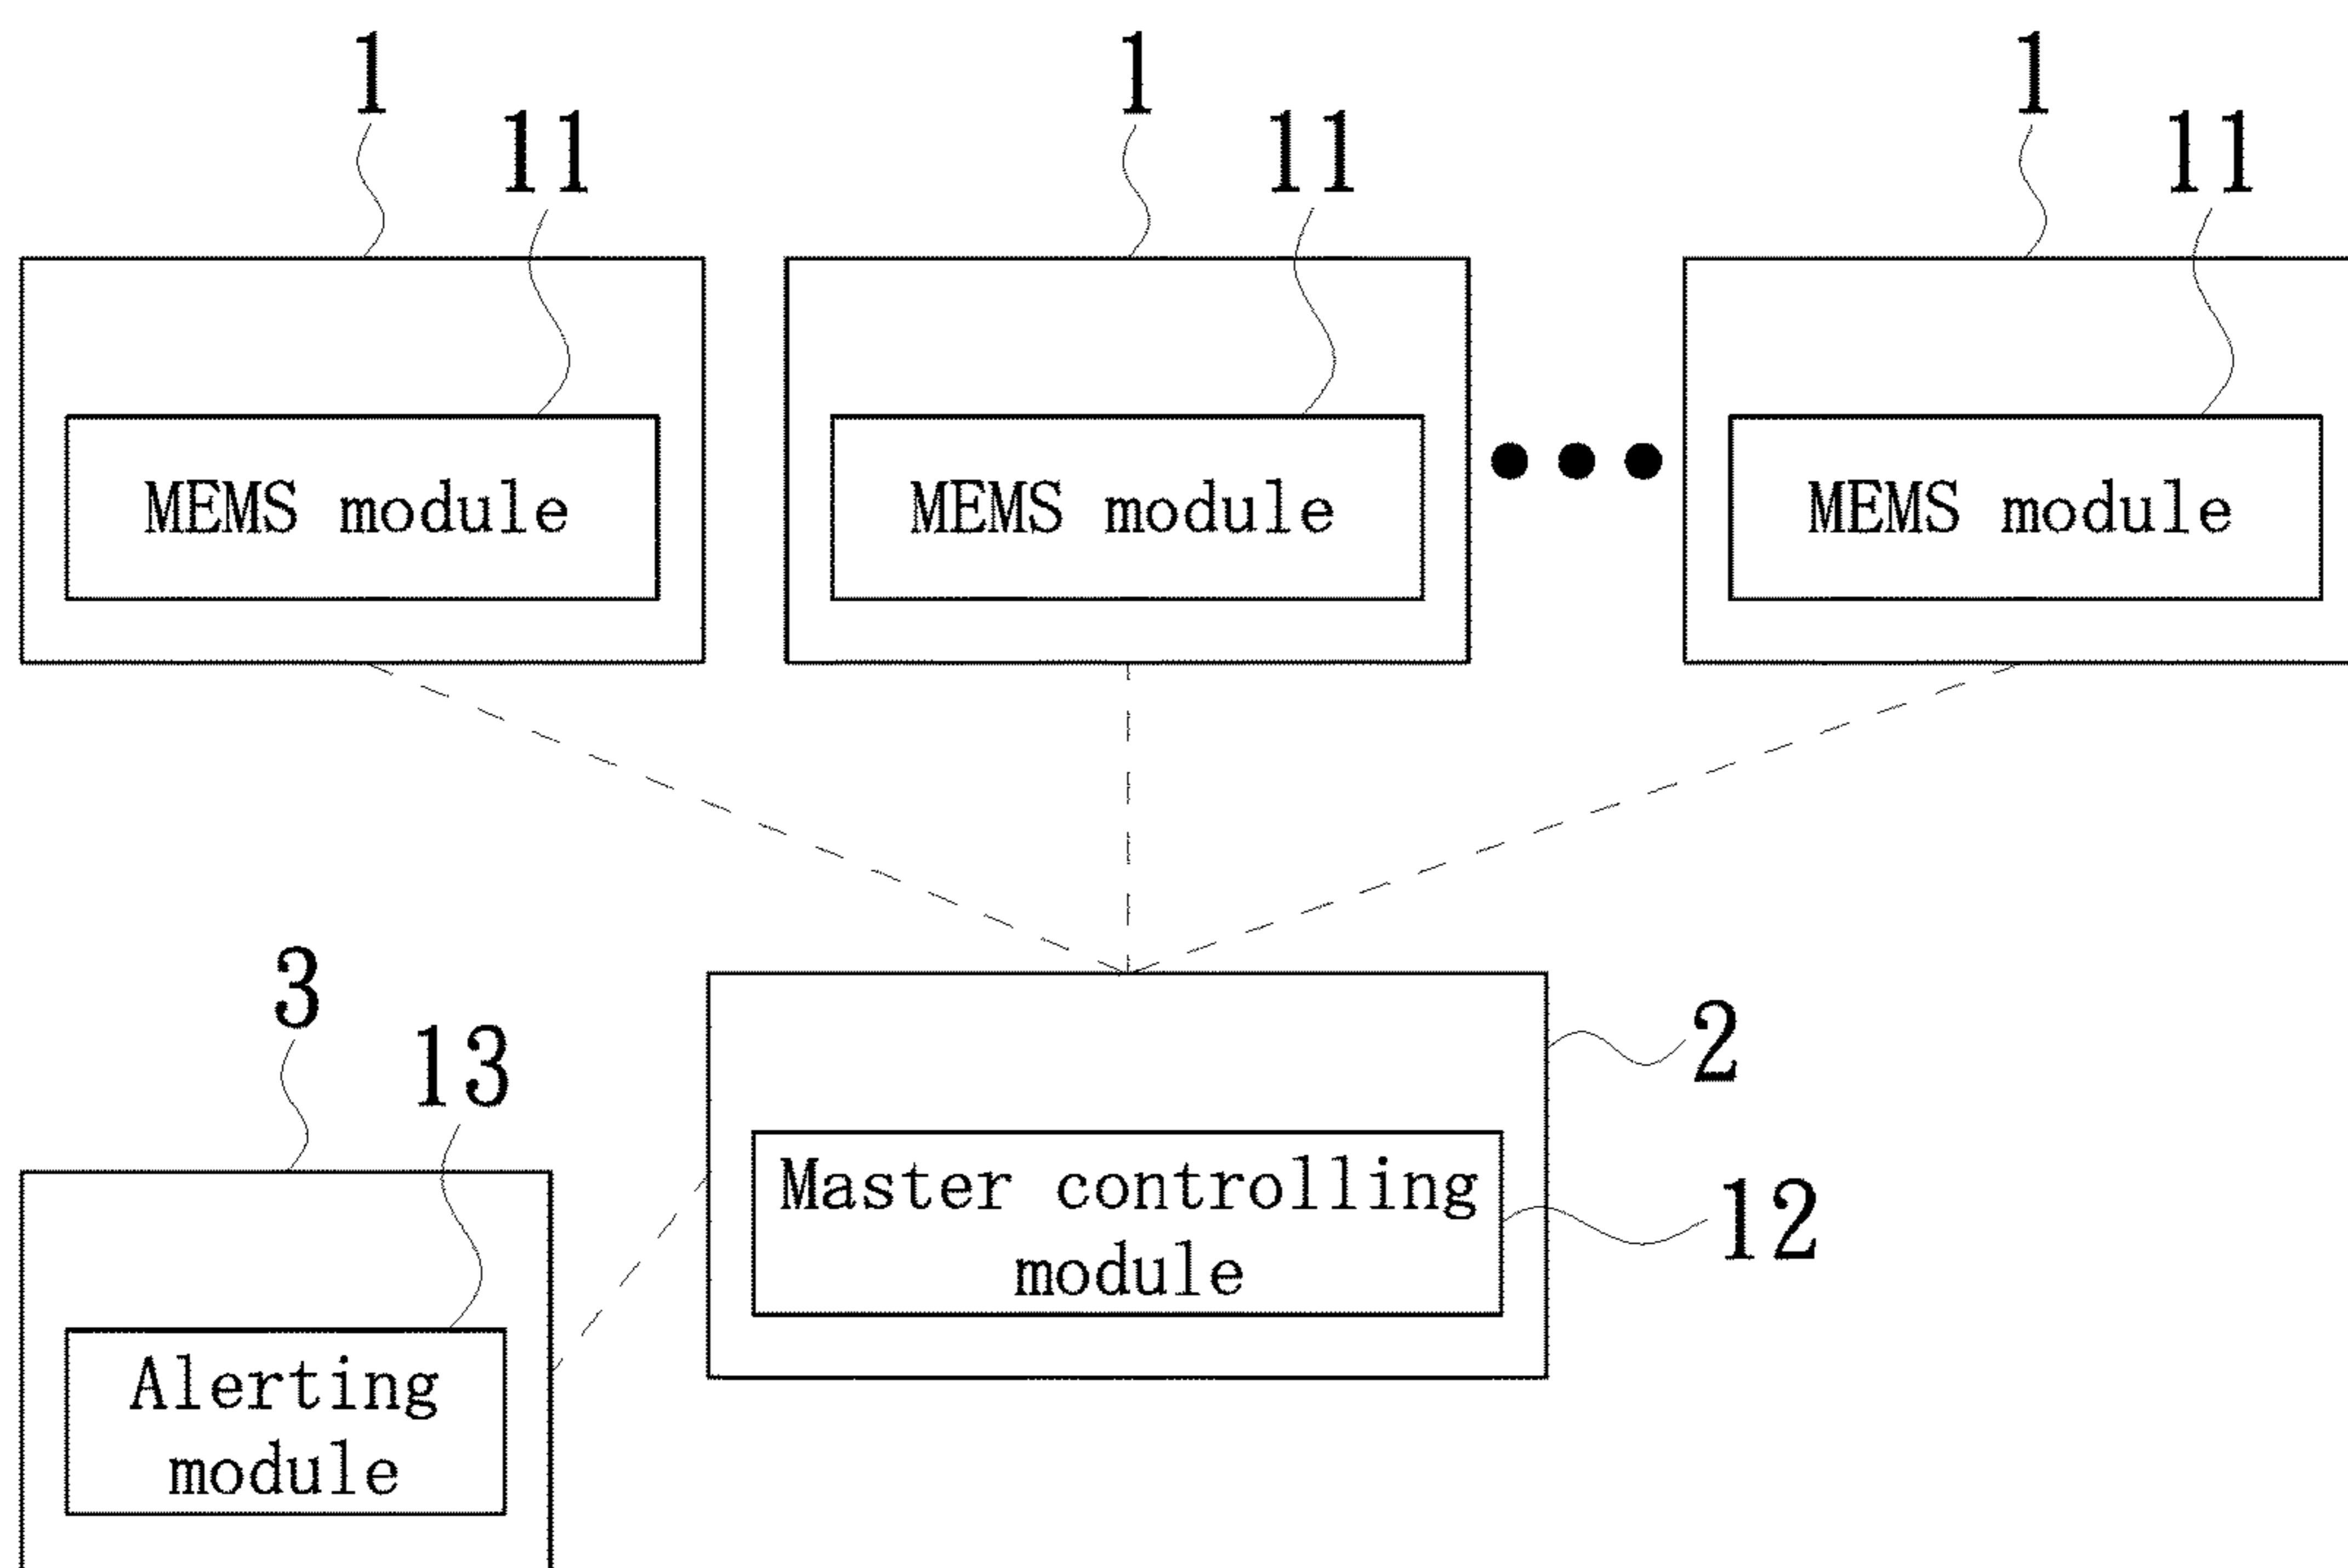 1 1 1
11 11 11
MEMS module MEMS module MEMS module
3
2
13
Master controlling
module
12
Alerting
module